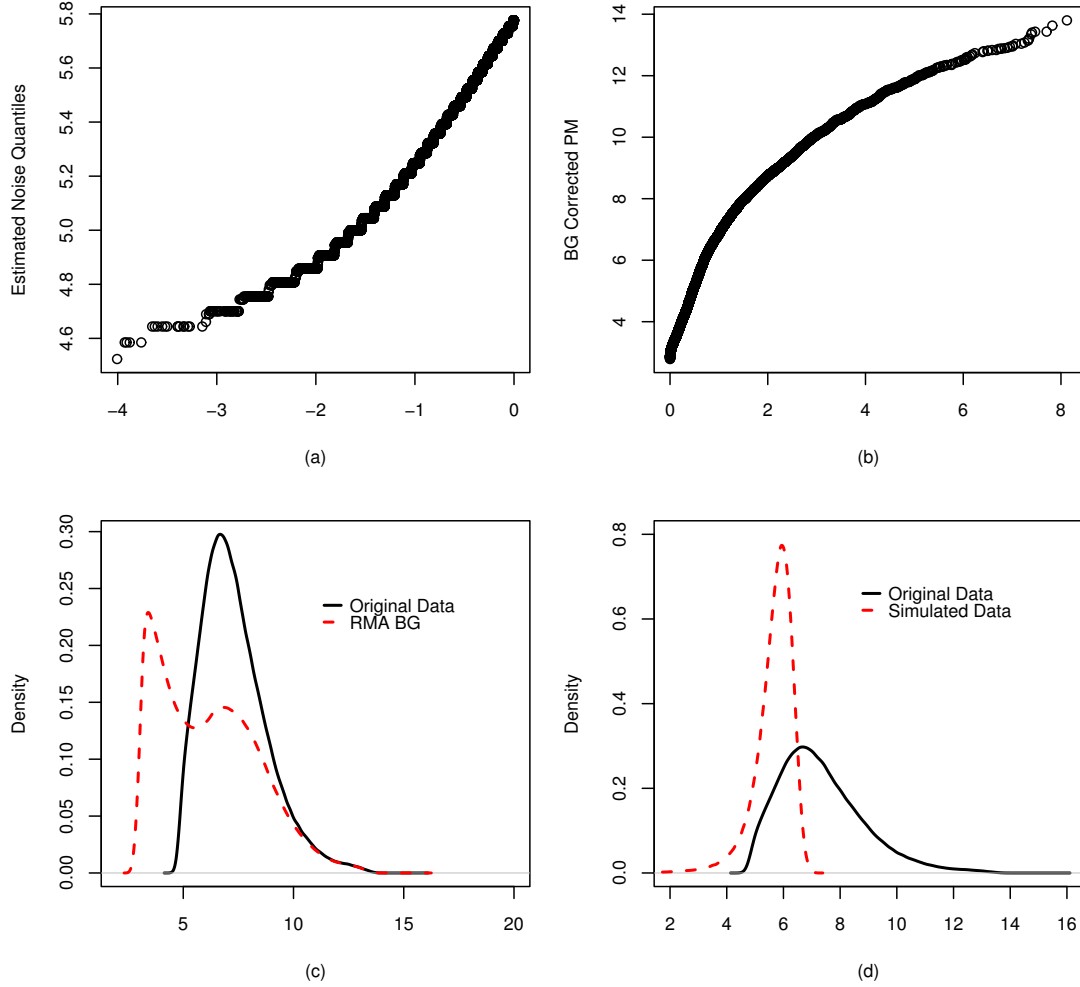 Estimated Noise Quantiles
5.8
5.6
5.4
5.2
5.0
4.8
4.6
−4 −3 −2 −1 0
(a)
BG Corrected PM
14
12
10
8
6
4
0 2 4 6 8
(b)
Density
0.30
0.25
0.20
0.15
0.10
0.05
0.00
Original Data
RMA BG
5 10 15 20
(c)
Density
0.8
0.6
0.4
0.2
0.0
Original Data
Simulated Data
2 4 6 8 10 12 14 16
(d)